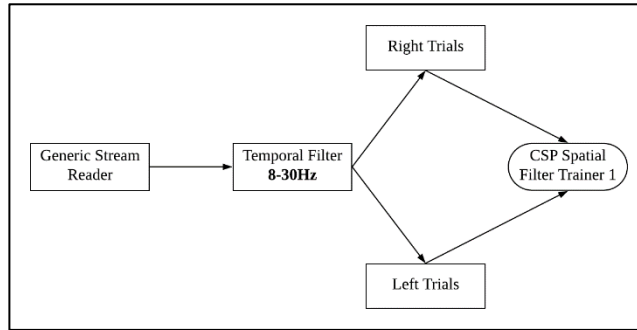 Right Trials
Generic Stream
Reader
Temporal Filter
8-30Hz
CSP Spatial
Filter Trainer 1
Left Trials